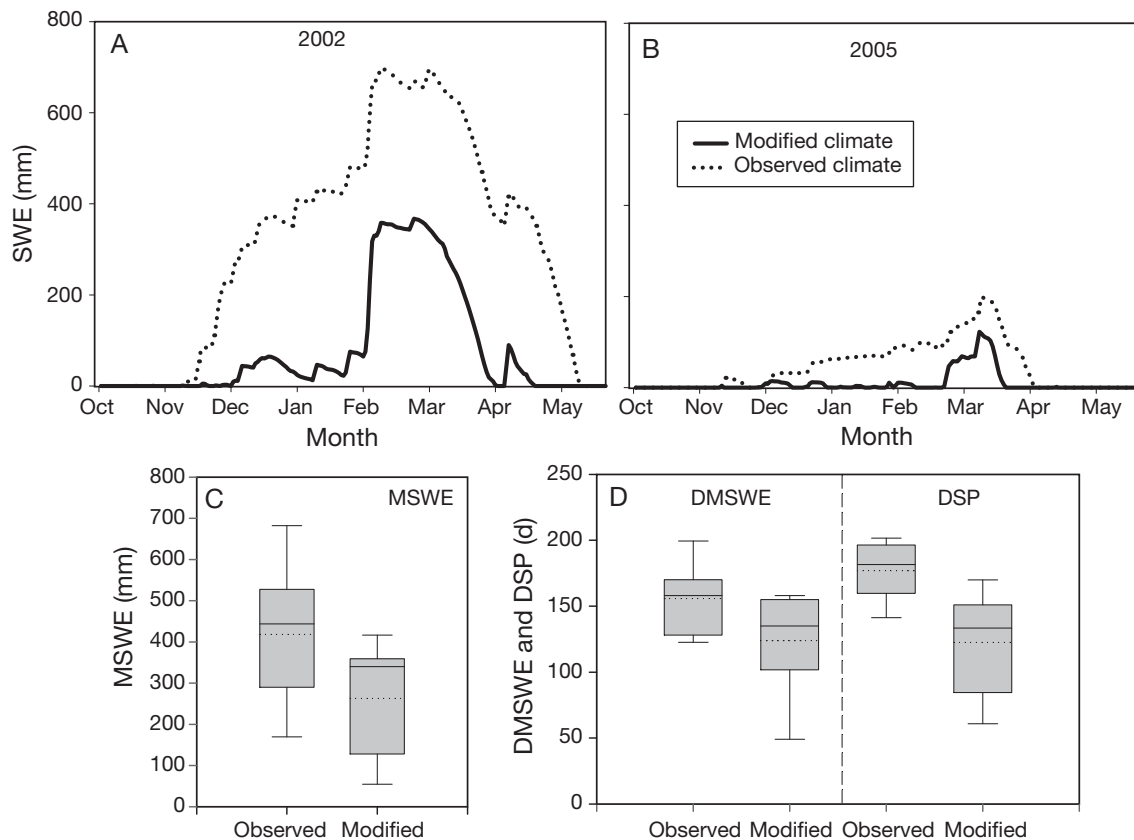 A
2002
800
600
400
200
0
SWE (mm)
Oct Nov Dec Jan Feb Mar Apr May
Month
B
2005
Modified climate
Observed climate
Oct Nov Dec Jan Feb Mar Apr May
Month
C
MSWE
800
700
600
500
400
300
200
100
0
MSWE (mm)
Observed Modified
D
DMSWE
DSP
250
200
150
100
50
0
DMSWE and DSP (d)
Observed Modified Observed Modified